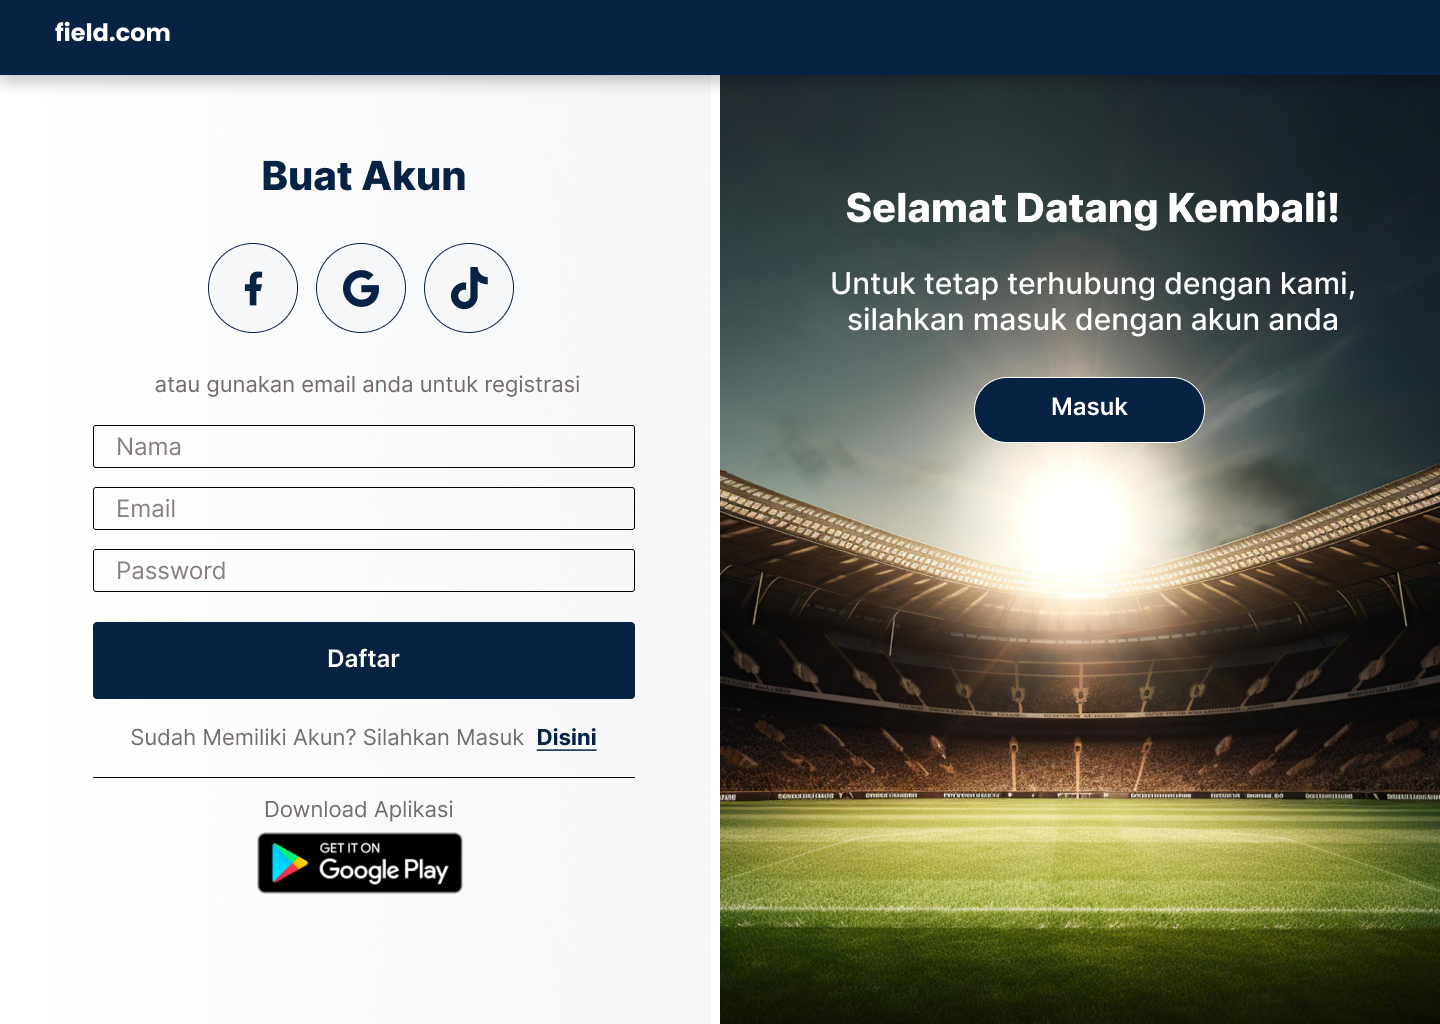 field.com
Buat Akun
atau gunakan email anda untuk registrasi
Nama
Email
Password
Daftar
Sudah Memiliki Akun? Silahkan Masuk Disini
Download Aplikasi
GET IT ON
Google Play
Selamat Datang Kembali!
Untuk tetap terhubung dengan kami,
silahkan masuk dengan akun anda
Masuk